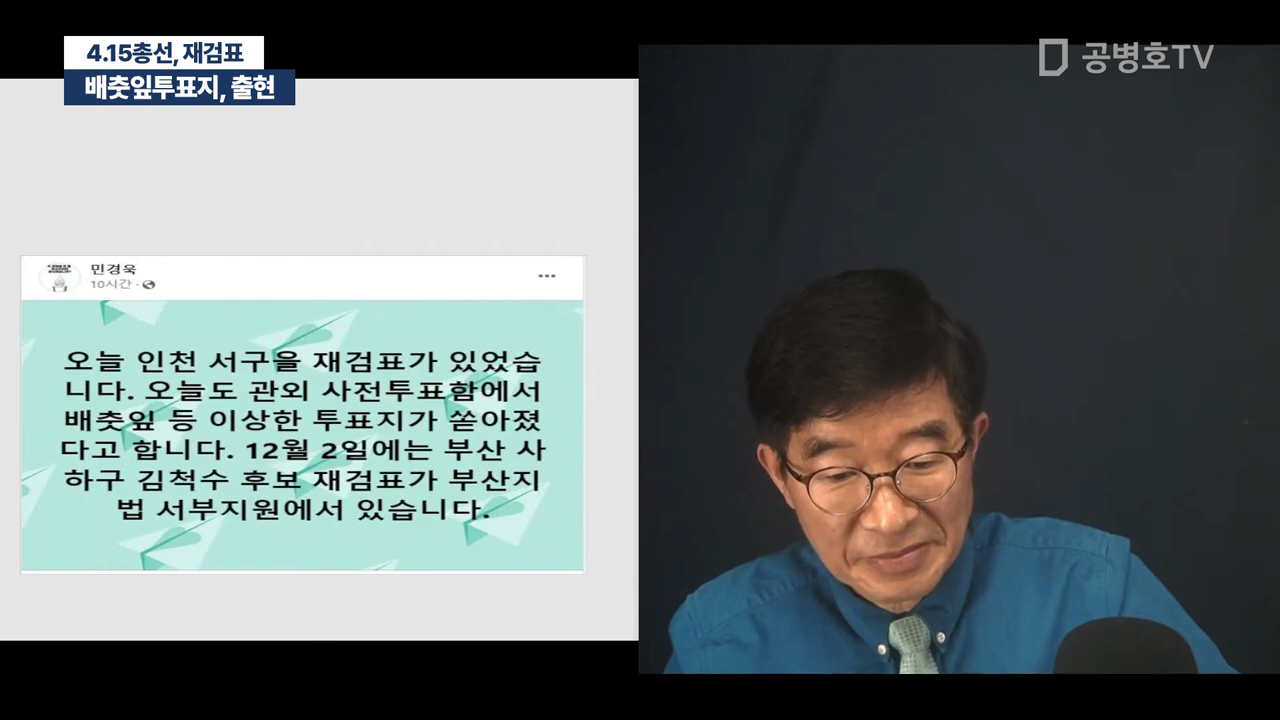 4.15총선, 재검표
배춧잎투표지, 출현
공병호TV
민경욱
10시간 ·
오늘 인천 서구을 재검표가 있었습
니다. 오늘도 관외 사전투표함에서
배춧잎 등 이상한 투표지가 쏟아졌
다고 합니다. 12월 2일에는 부산 사
하구 김척수 후보 재검표가 부산지
법 서부지원에서 있습니다.